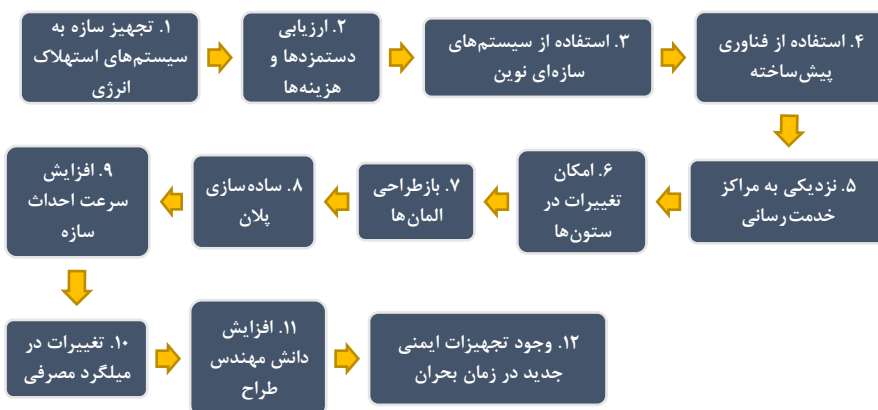 ۱. تجهیز سازه به
سیستم‌های استهلاک
انرژی
۲. ارزیابی
دستمزدها و
هزینه‌ها
۳. استفاده از سیستم‌های
سازه‌ای نوین
۴. استفاده از فناوری
پیش‌ساخته
۵. نزدیکی به مراکز
خدمت‌رسانی
۶. امکان
تغییرات در
ستون‌ها
۷. بازطراحی
المان‌ها
۸. ساده‌سازی
پلان
۹. افزایش
سرعت احداث
سازه
۱۰. تغییرات در
میلگرد مصرفی
۱۱. افزایش
دانش مهندس
طراح
۱۲. وجود تجهیزات ایمنی
جدید در زمان بحران